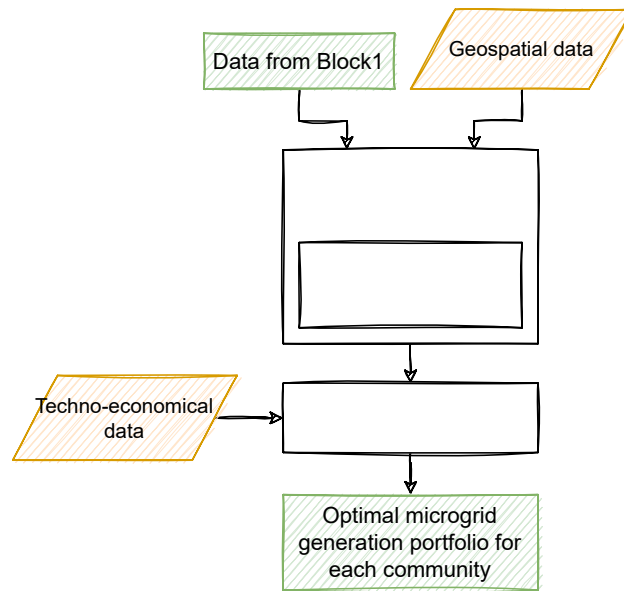 Data from Block1
Geospatial data
Techno-economical
data
Optimal microgrid
generation portfolio for
each community